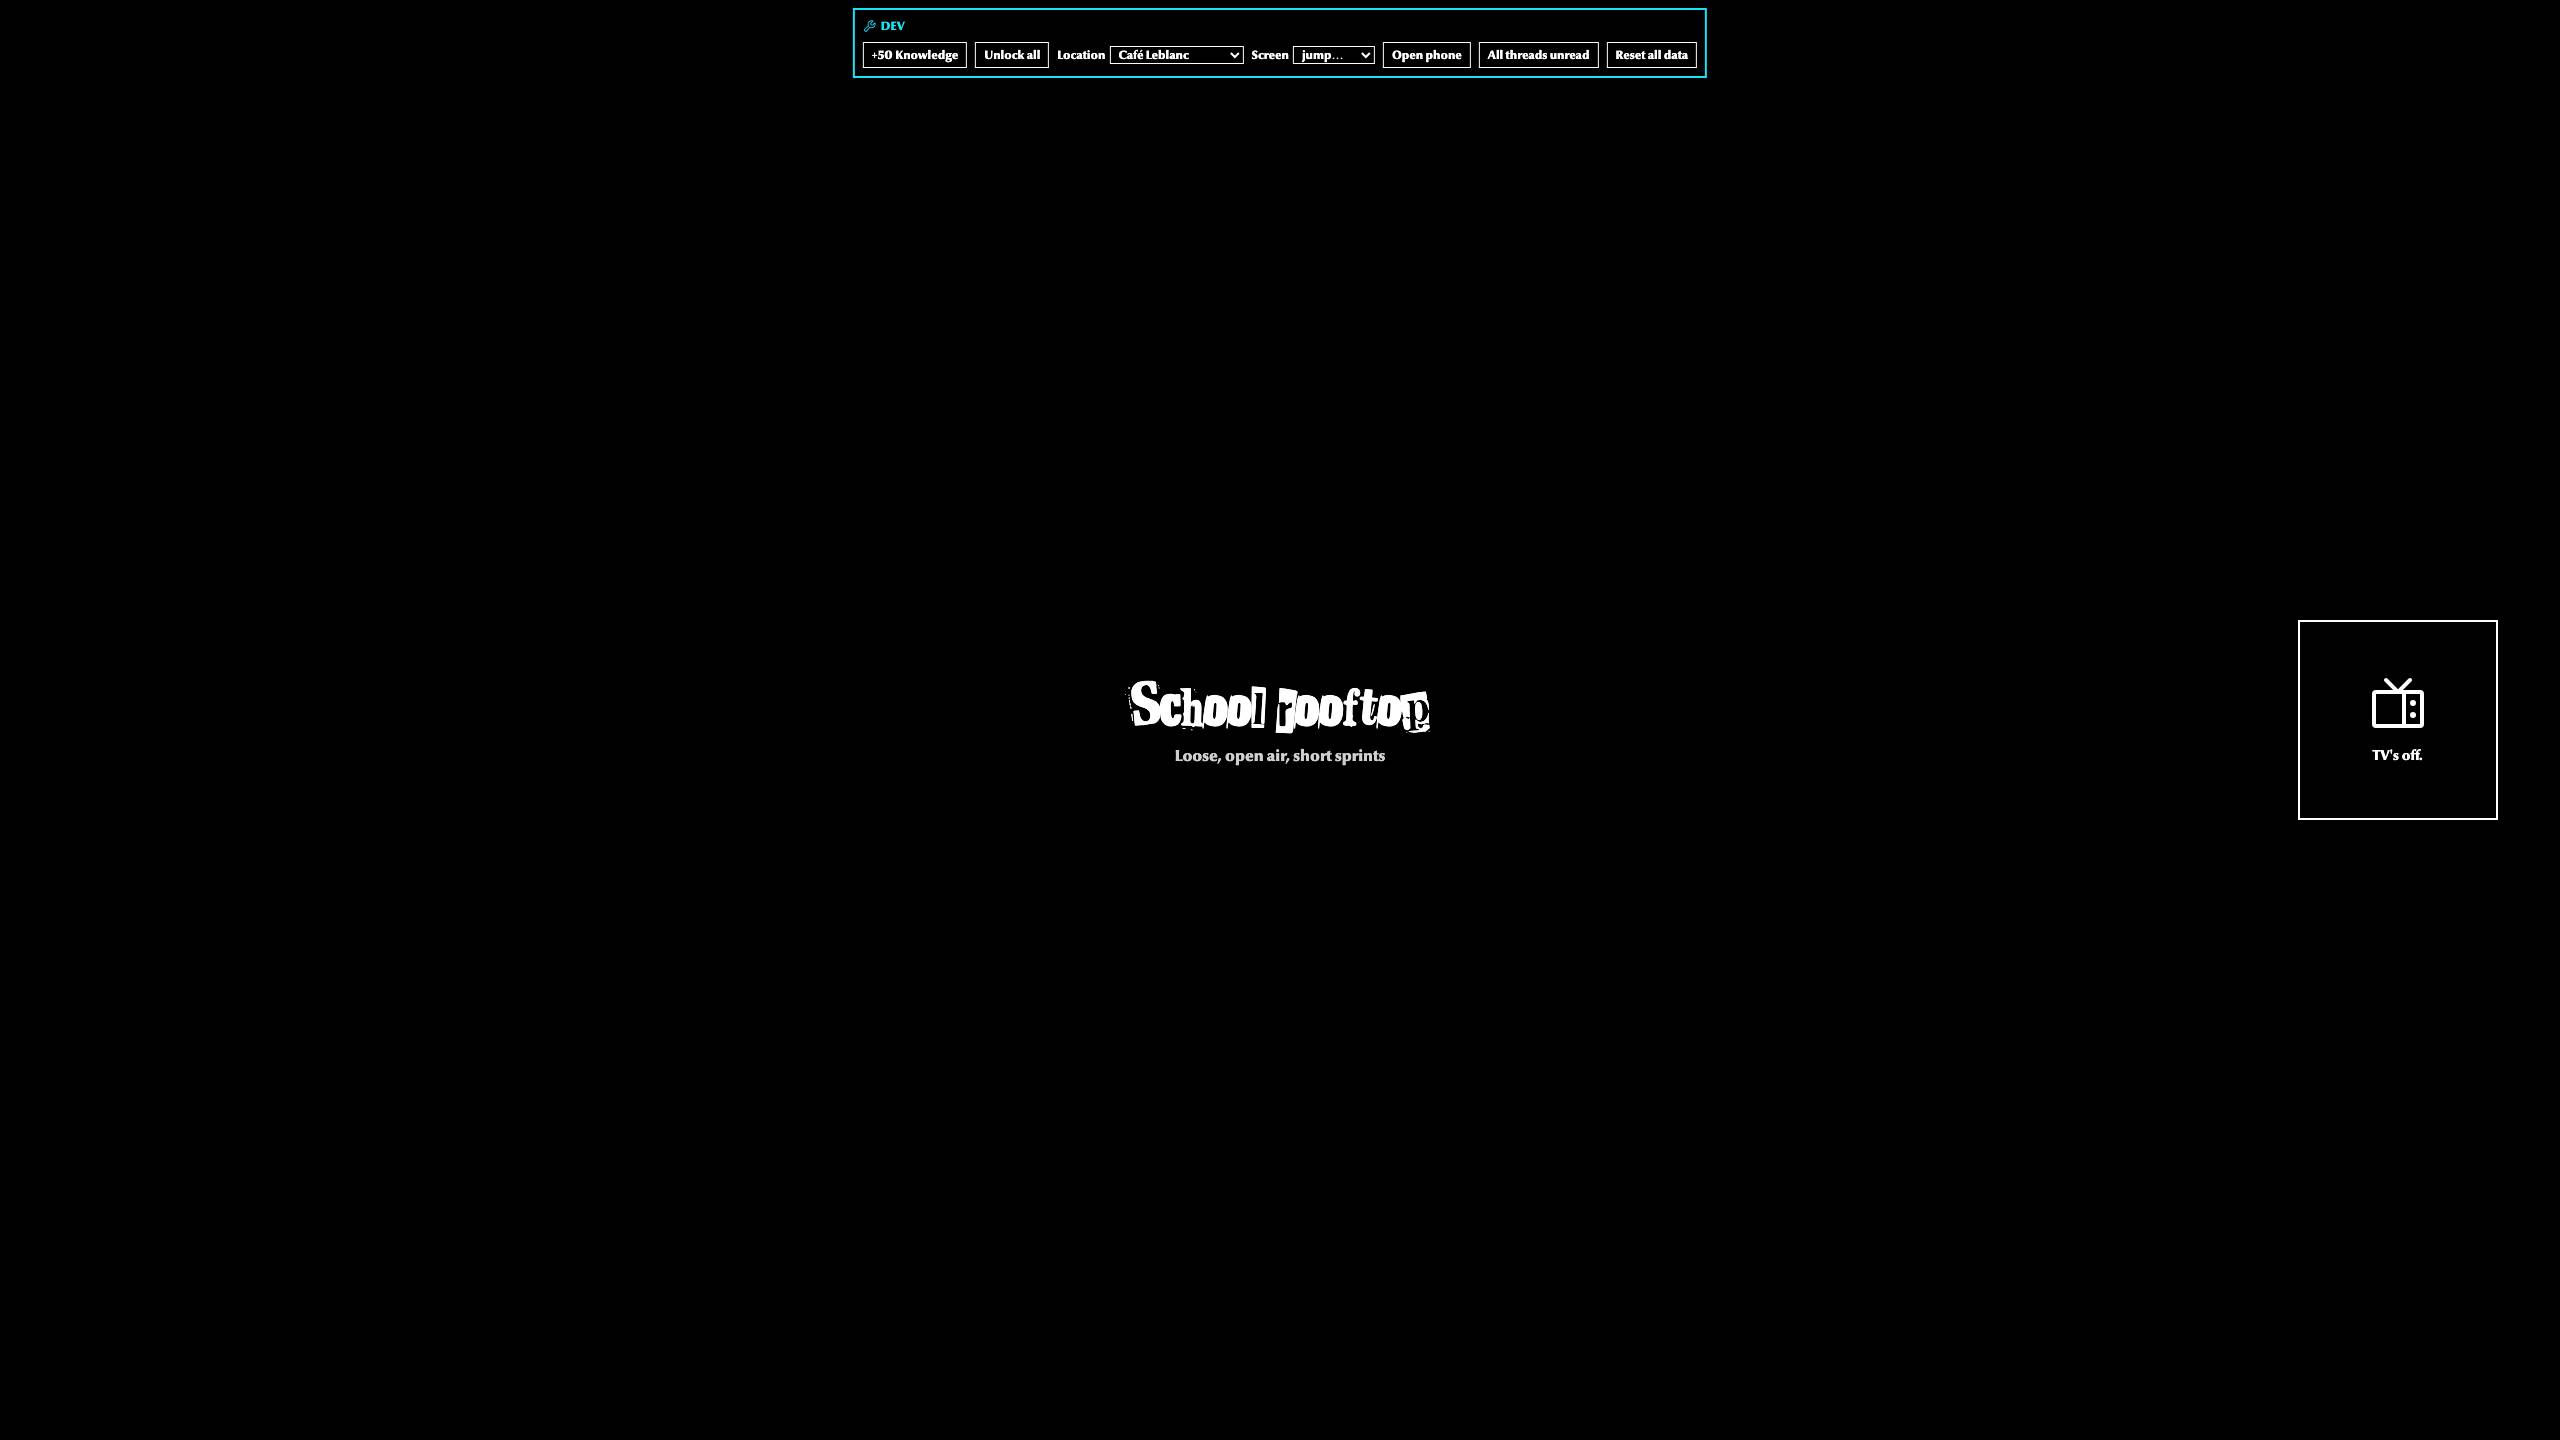 DEV
+50 Knowledge Unlock all Location Café Leblanc Screen jump... Open phone All threads unread Reset all data
School rooftop
Loose, open air, short sprints
TV's off.